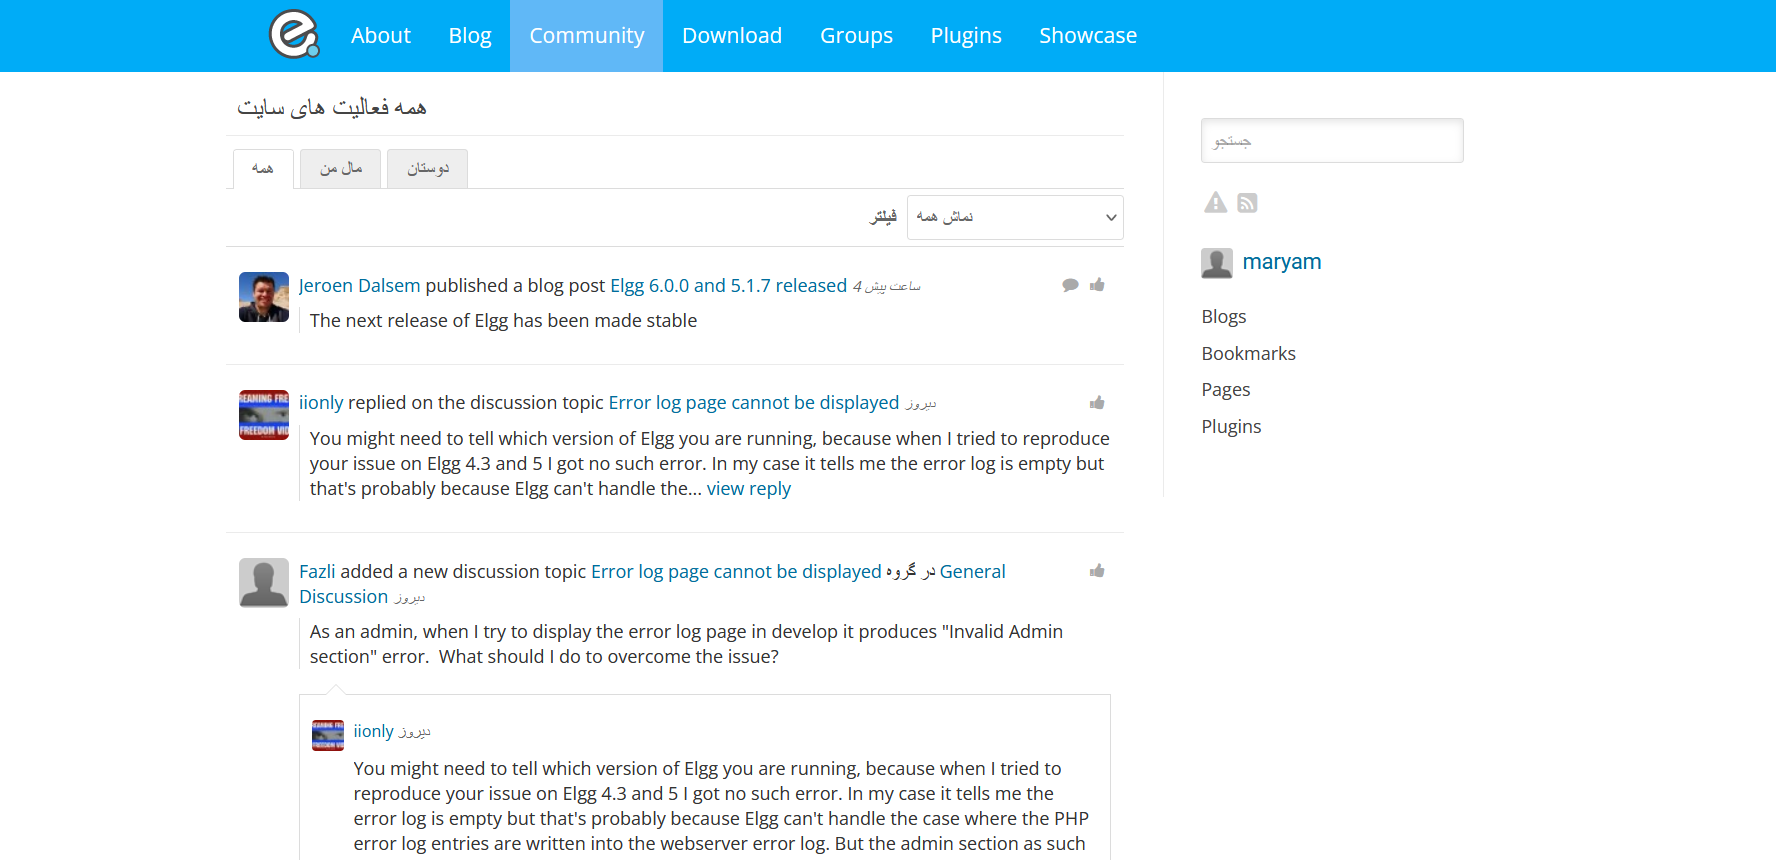 About Blog Community Download Groups Plugins Showcase
همه فعالیت های سایت
همه مال من دوستان
فیلتر نماش همه
Jeroen Dalsem published a blog post Elgg 6.0.0 and 5.1.7 released 4 ساعت پیش
The next release of Elgg has been made stable
iionly replied on the discussion topic Error log page cannot be displayed دیروز
You might need to tell which version of Elgg you are running, because when I tried to reproduce
your issue on Elgg 4.3 and 5 I got no such error. In my case it tells me the error log is empty but
that's probably because Elgg can't handle the... view reply
Fazli added a new discussion topic Error log page cannot be displayed در گروه General
Discussion دیروز
As an admin, when I try to display the error log page in develop it produces "Invalid Admin
section" error.  What should I do to overcome the issue?
iionly دیروز
You might need to tell which version of Elgg you are running, because when I tried to
reproduce your issue on Elgg 4.3 and 5 I got no such error. In my case it tells me the
error log is empty but that's probably because Elgg can't handle the case where the PHP
error log entries are written into the webserver error log. But the admin section as such
جستجو
maryam
Blogs
Bookmarks
Pages
Plugins